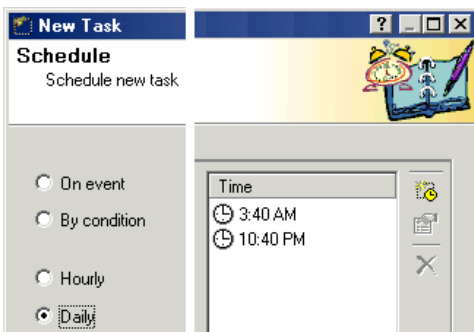 New Task
Schedule
Schedule new task
On event
By condition
Hourly
Daily
Time
3:40 AM
10:40 PM